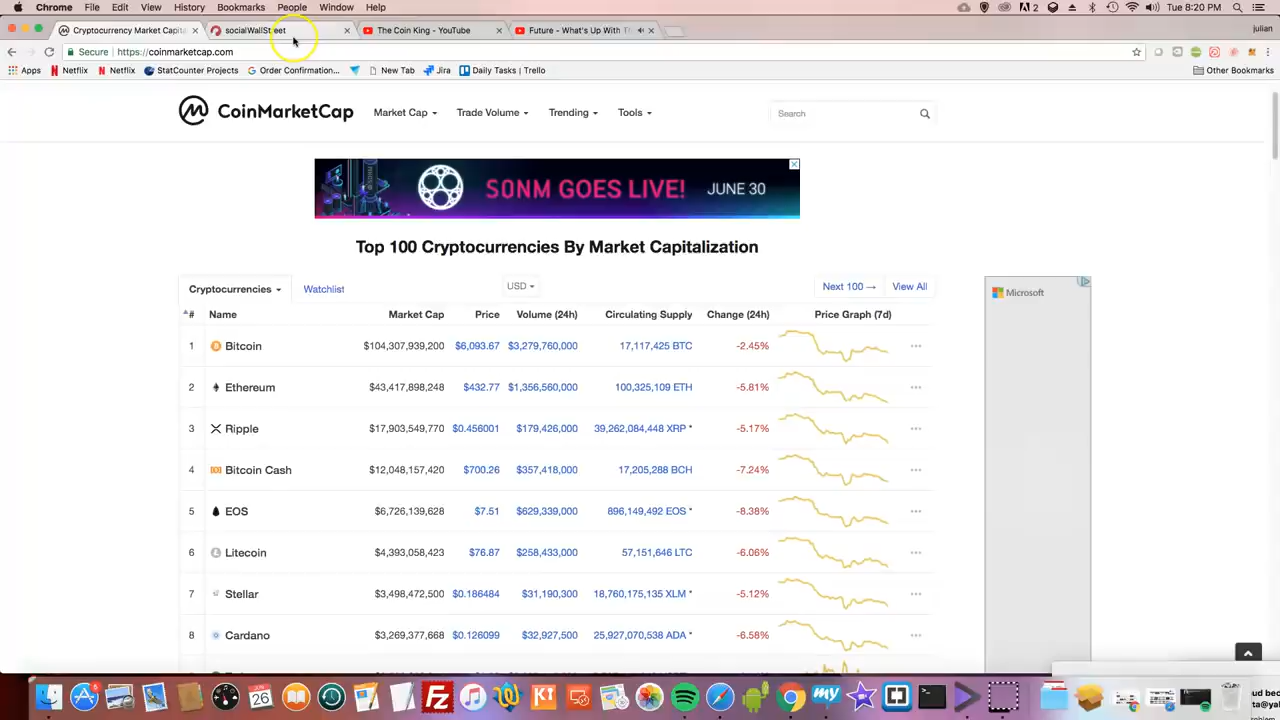 Chrome File Edit View History Bookmarks People Window Help 2 Tue 8:20 PM
Cryptocurrency Market Capita socialWallStreet The Coin King - YouTube Future - What's Up With Th julian
Secure https://coinmarketcap.com
Apps Netflix Netflix StatCounter Projects Order Confirmation... New Tab Jira Daily Tasks | Trello Other Bookmarks
CoinMarketCap Market Cap Trade Volume Trending Tools Search
SONM GOES LIVE! JUNE 30
Top 100 Cryptocurrencies By Market Capitalization
Cryptocurrencies Watchlist USD Next 100 → View All
Microsoft
# Name Market Cap Price Volume (24h) Circulating Supply Change (24h) Price Graph (7d)
1 Bitcoin $104,307,939,200 $6,093.67 $3,279,760,000 17,117,425 BTC -2.45%
2 Ethereum $43,417,898,248 $432.77 $1,356,560,000 100,325,109 ETH -5.81%
3 Ripple $17,903,549,770 $0.456001 $179,426,000 39,262,084,448 XRP * -5.17%
4 Bitcoin Cash $12,048,157,420 $700.26 $357,418,000 17,205,288 BCH -7.24%
5 EOS $6,726,139,628 $7.51 $629,339,000 896,149,492 EOS * -8.38%
6 Litecoin $4,393,058,423 $76.87 $258,433,000 57,151,646 LTC -6.06%
7 Stellar $3,498,472,500 $0.186484 $31,190,300 18,760,175,135 XLM * -5.12%
8 Cardano $3,269,377,668 $0.126099 $32,927,500 25,927,070,538 ADA * -6.58%
JUN
26
my